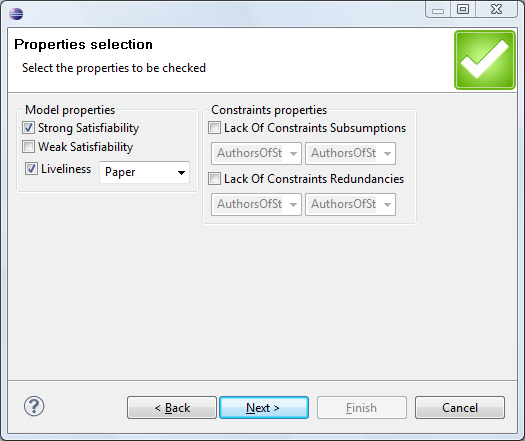 Properties selection
Select the properties to be checked
Model properties
Strong Satisfiability
Weak Satisfiability
Liveliness Paper
Constraints properties
Lack Of Constraints Subsumptions
AuthorsOfSt AuthorsOfSt
Lack Of Constraints Redundancies
AuthorsOfSt AuthorsOfSt
? < Back Next > Finish Cancel